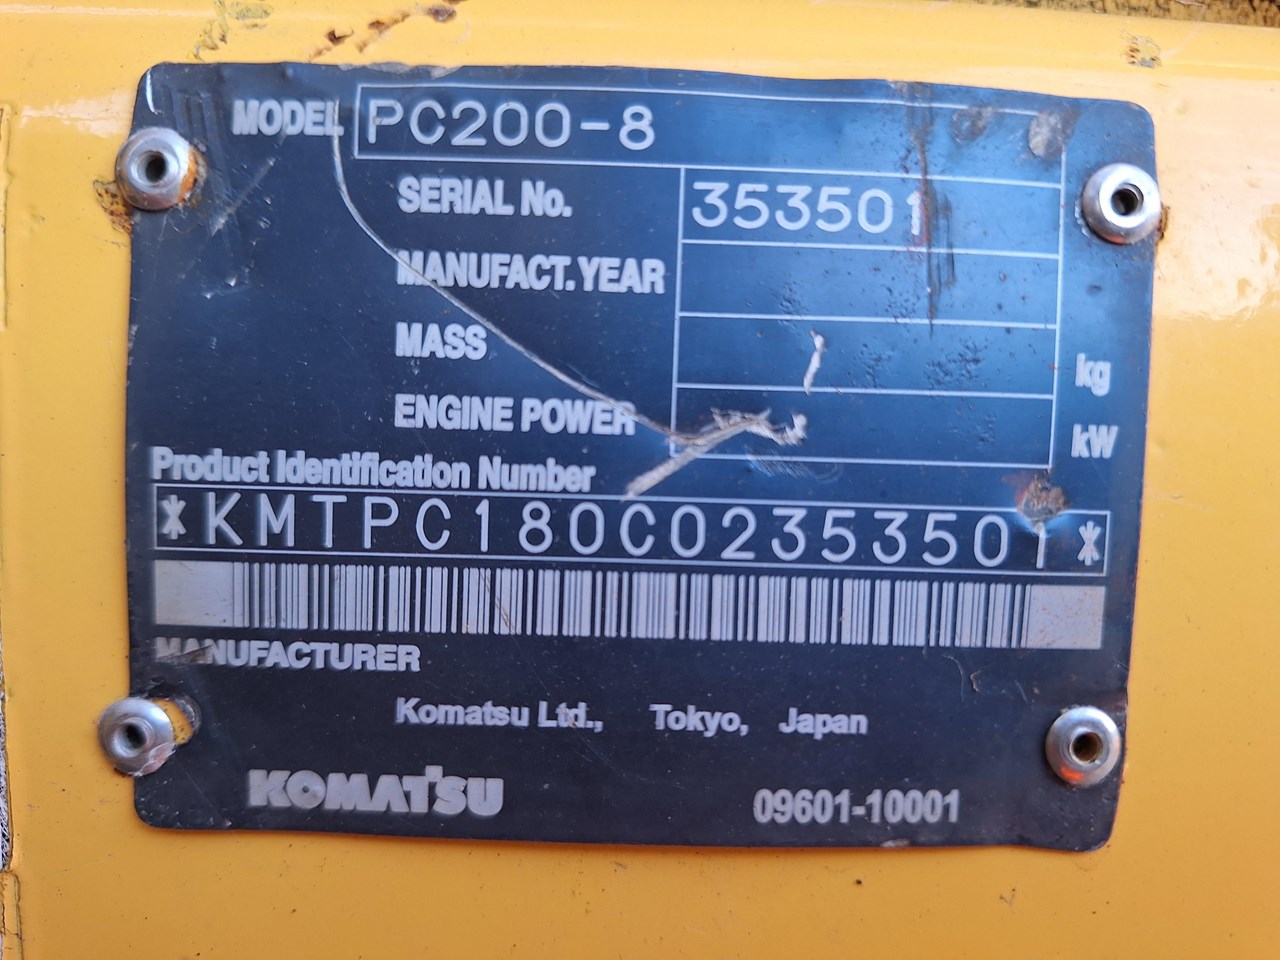 MODEL PC200-8
SERIAL No. 353501
MANUFACT. YEAR
MASS kg
ENGINE POWER kW
Product Identification Number
*KMTPC180C02353501*
MANUFACTURER
Komatsu Ltd., Tokyo, Japan
KOMATSU 09601-10001